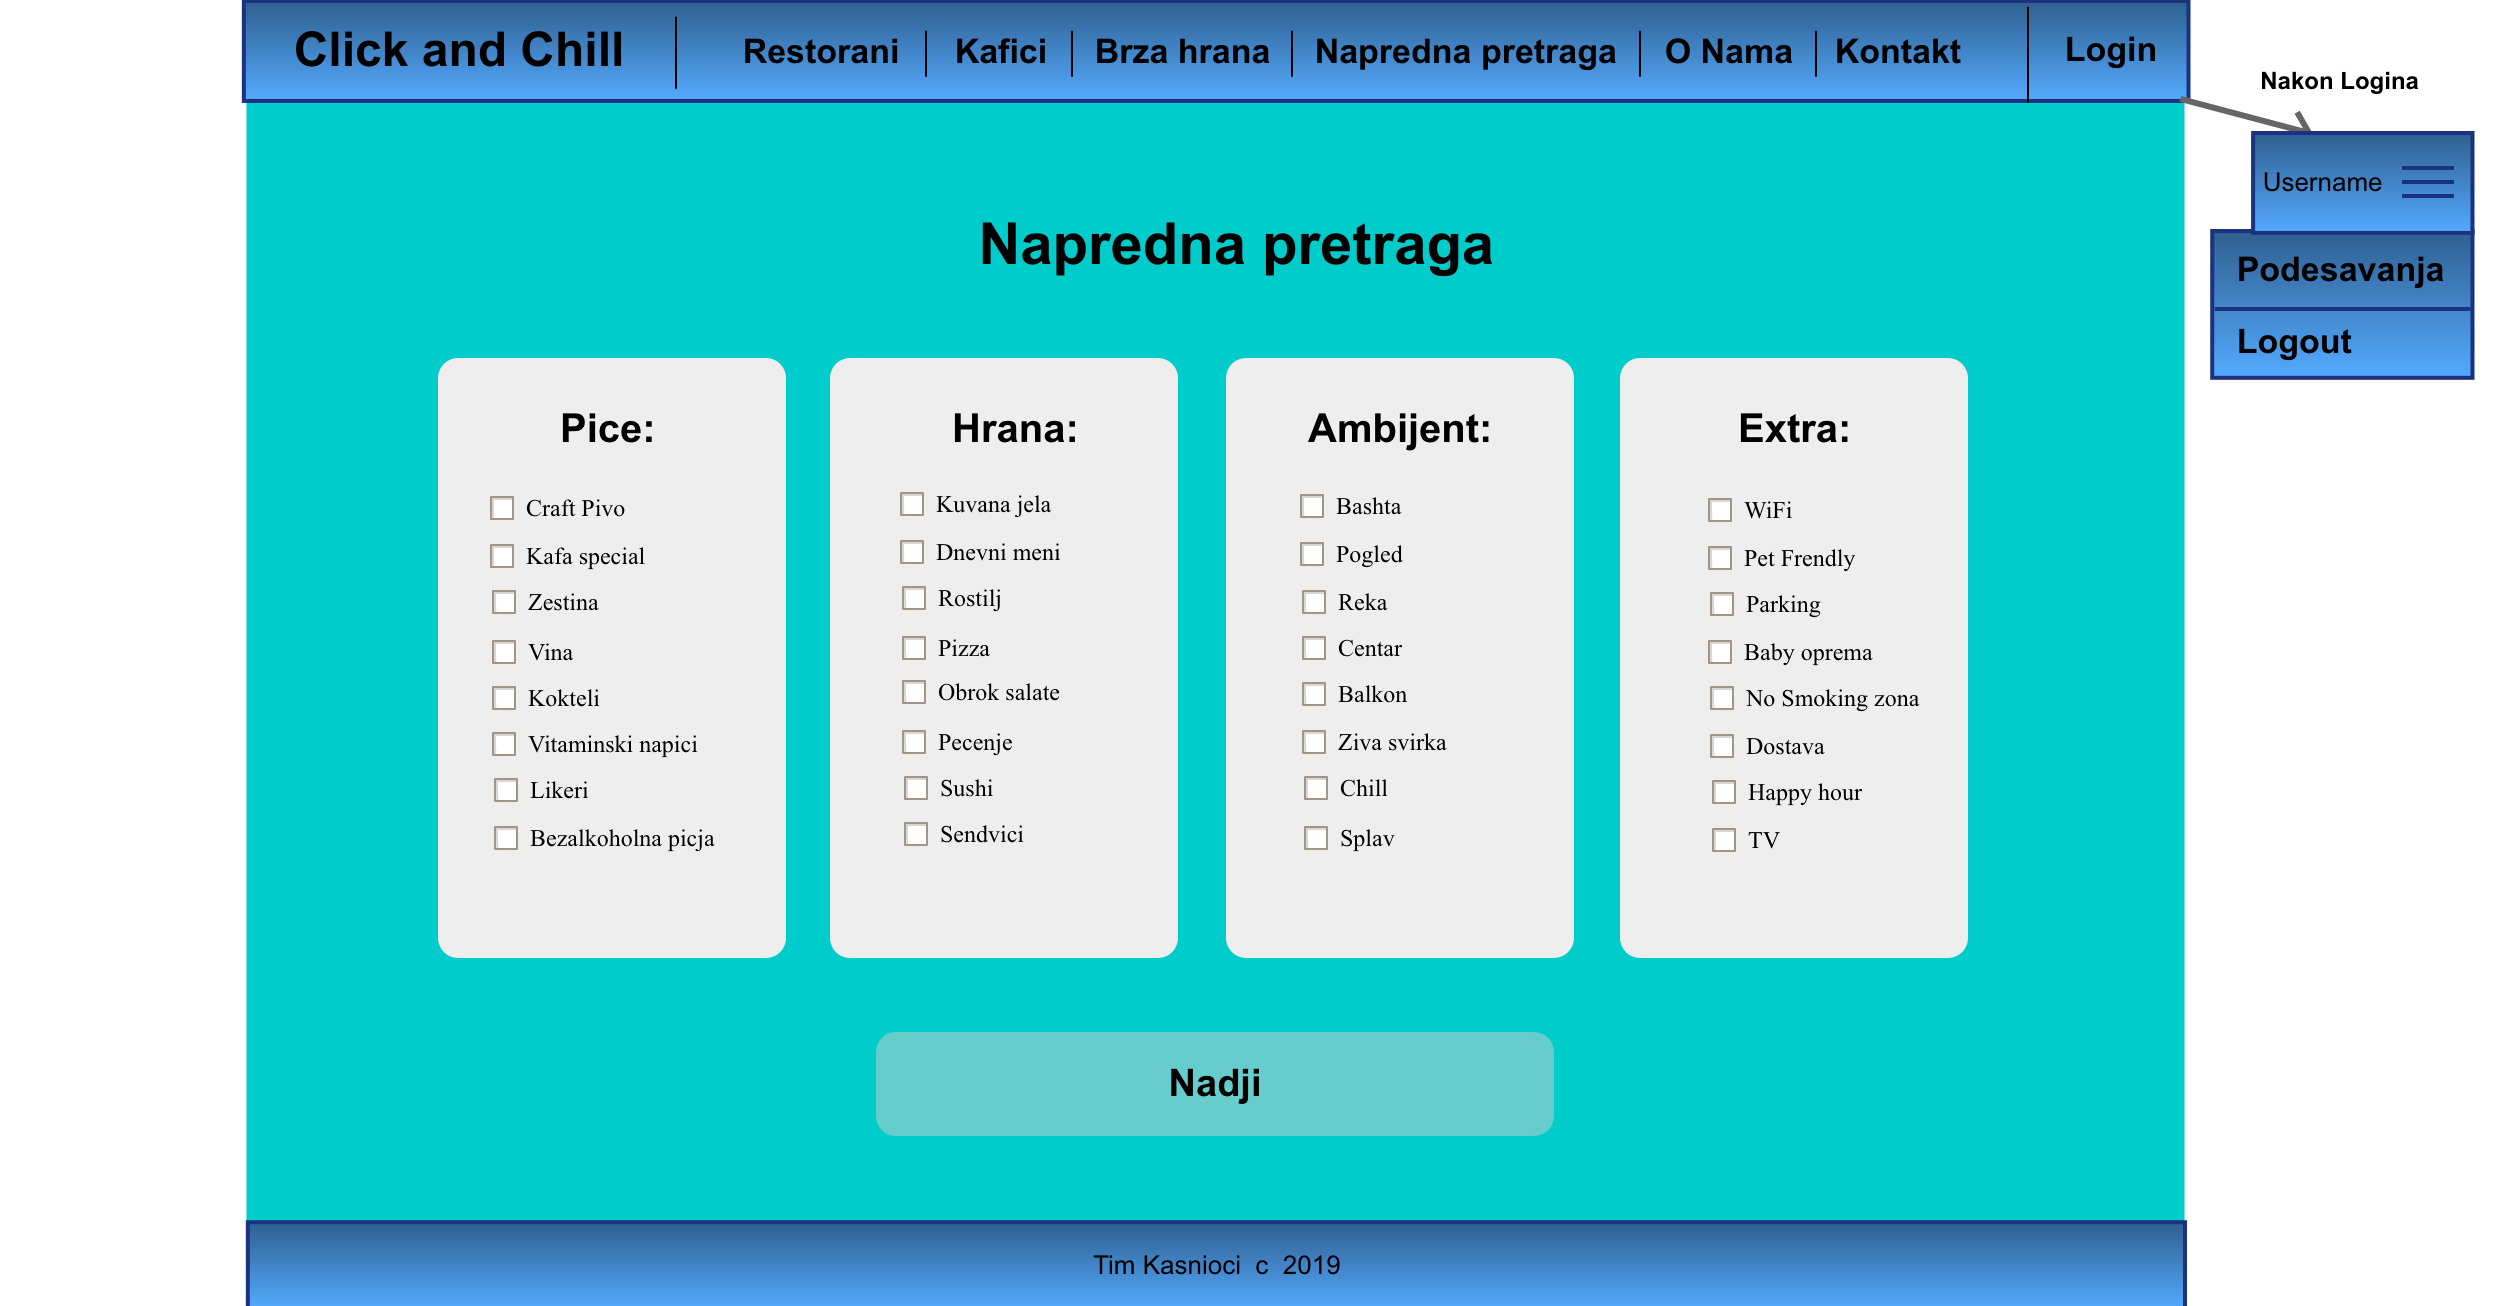 Click and Chill
Restorani
Kafici
Brza hrana
Napredna pretraga
O Nama
Kontakt
Login
Nakon Logina
Username
Podesavanja
Logout
Napredna pretraga
Pice:
Craft Pivo
Kafa special
Zestina
Vina
Kokteli
Vitaminski napici
Likeri
Bezalkoholna picja
Hrana:
Kuvana jela
Dnevni meni
Rostilj
Pizza
Obrok salate
Pecenje
Sushi
Sendvici
Ambijent:
Bashta
Pogled
Reka
Centar
Balkon
Ziva svirka
Chill
Splav
Extra:
WiFi
Pet Frendly
Parking
Baby oprema
No Smoking zona
Dostava
Happy hour
TV
Nadji
Tim Kasnioci c 2019